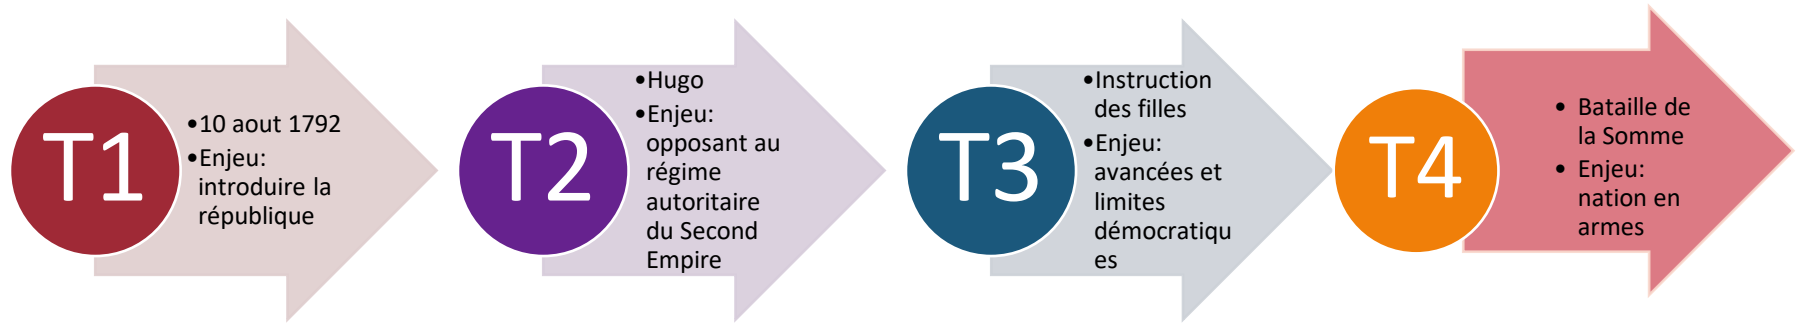 T1
•10 aout 1792
•Enjeu:
introduire la
république
T2
•Hugo
•Enjeu:
opposant au
régime
autoritaire
du Second
Empire
T3
•Instruction
des filles
•Enjeu:
avancées et
limites
démocratiqu
es
T4
• Bataille de
la Somme
• Enjeu:
nation en
armes